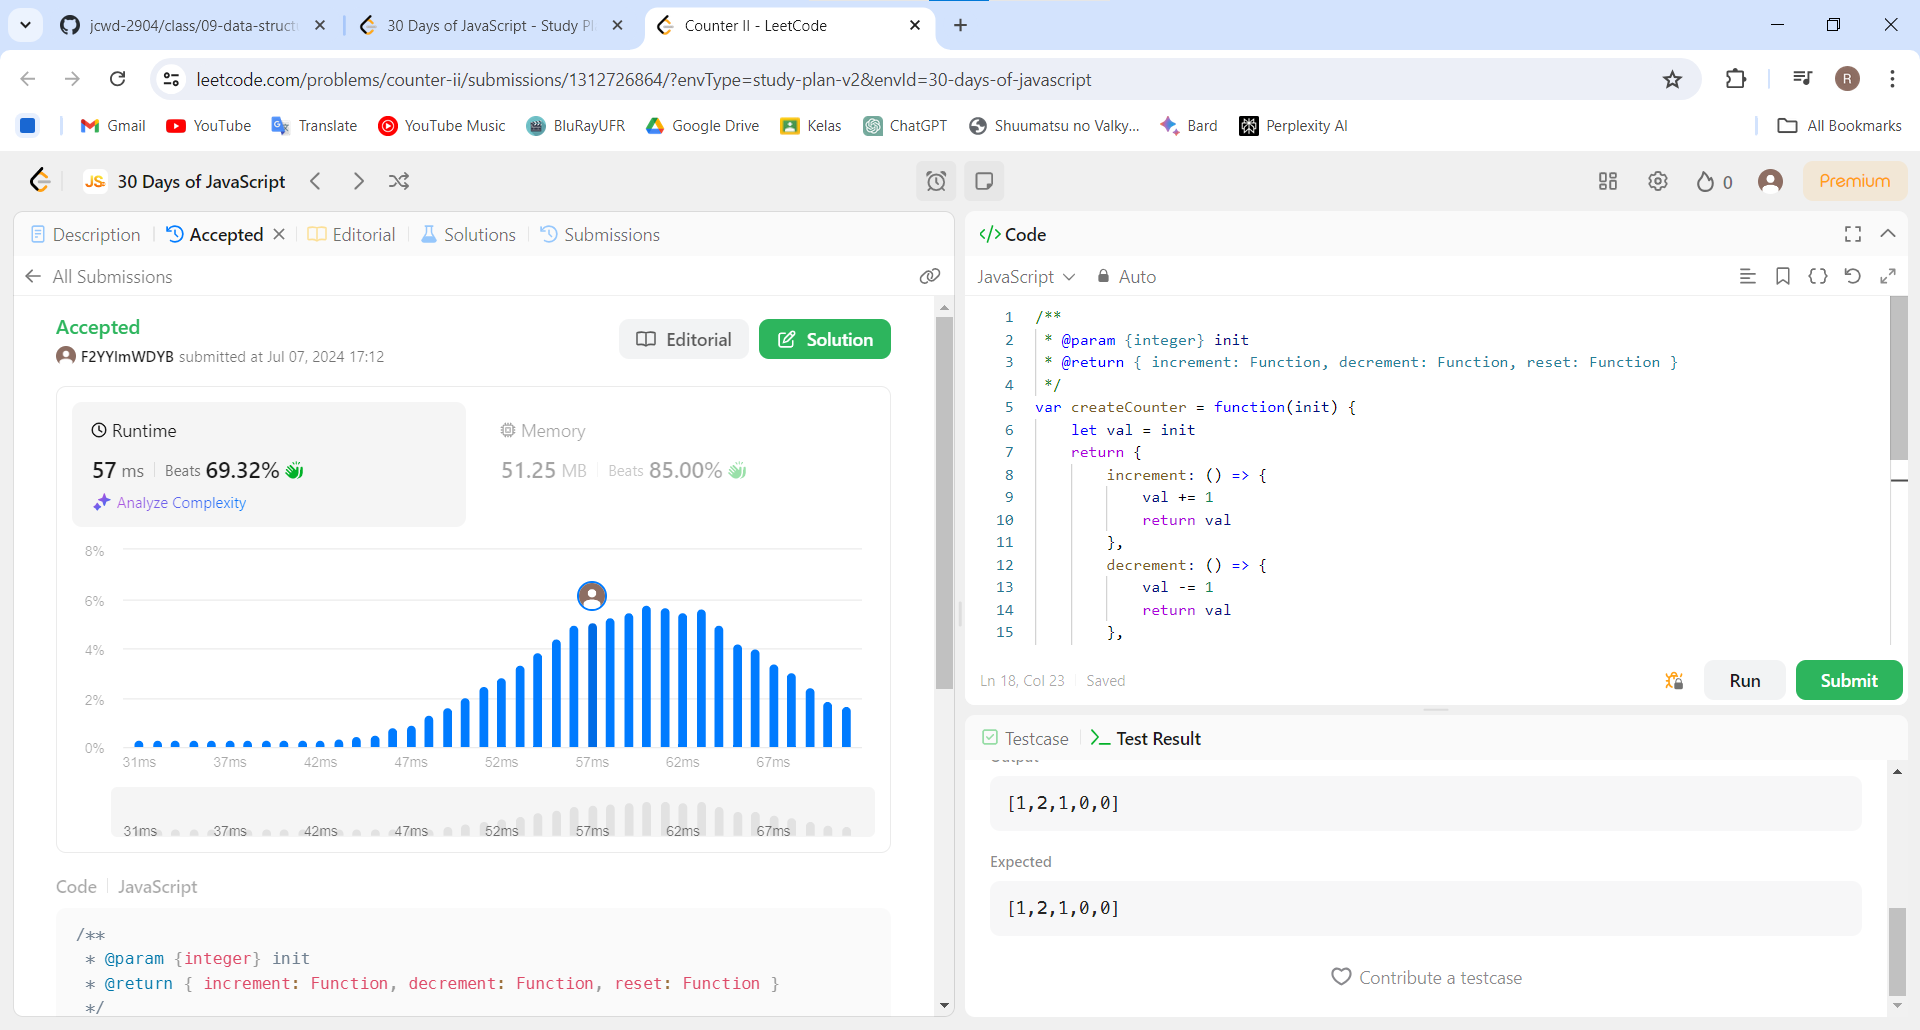 jcwd-2904/class/09-data-struct
30 Days of JavaScript - Study Pl
Counter II - LeetCode
leetcode.com/problems/counter-ii/submissions/1312726864/?envType=study-plan-v2&envId=30-days-of-javascript
R
Gmail
YouTube
Translate
YouTube Music
BluRayUFR
Google Drive
Kelas
ChatGPT
Shuumatsu no Valky...
Bard
Perplexity AI
All Bookmarks
JS
30 Days of JavaScript
0
Premium
Description
Accepted
Editorial
Solutions
Submissions
All Submissions
Accepted
F2YYImWDYB submitted at Jul 07, 2024 17:12
Editorial
Solution
Runtime
57 ms
Beats 69.32%
Analyze Complexity
Memory
51.25 MB
Beats 85.00%
8%
6%
4%
2%
0%
31ms 37ms 42ms 47ms 52ms 57ms 62ms 67ms
31ms 37ms 42ms 47ms 52ms 57ms 62ms 67ms
Code
JavaScript
/**
* @param {integer} init
* @return { increment: Function, decrement: Function, reset: Function }
*/
</> Code
JavaScript
Auto
1 /**
2 * @param {integer} init
3 * @return { increment: Function, decrement: Function, reset: Function }
4 */
5 var createCounter = function(init) {
6 let val = init
7 return {
8 increment: () => {
9 val += 1
10 return val
11 },
12 decrement: () => {
13 val -= 1
14 return val
15 },
Ln 18, Col 23
Saved
Run
Submit
Testcase
Test Result
Output
[1,2,1,0,0]
Expected
[1,2,1,0,0]
Contribute a testcase